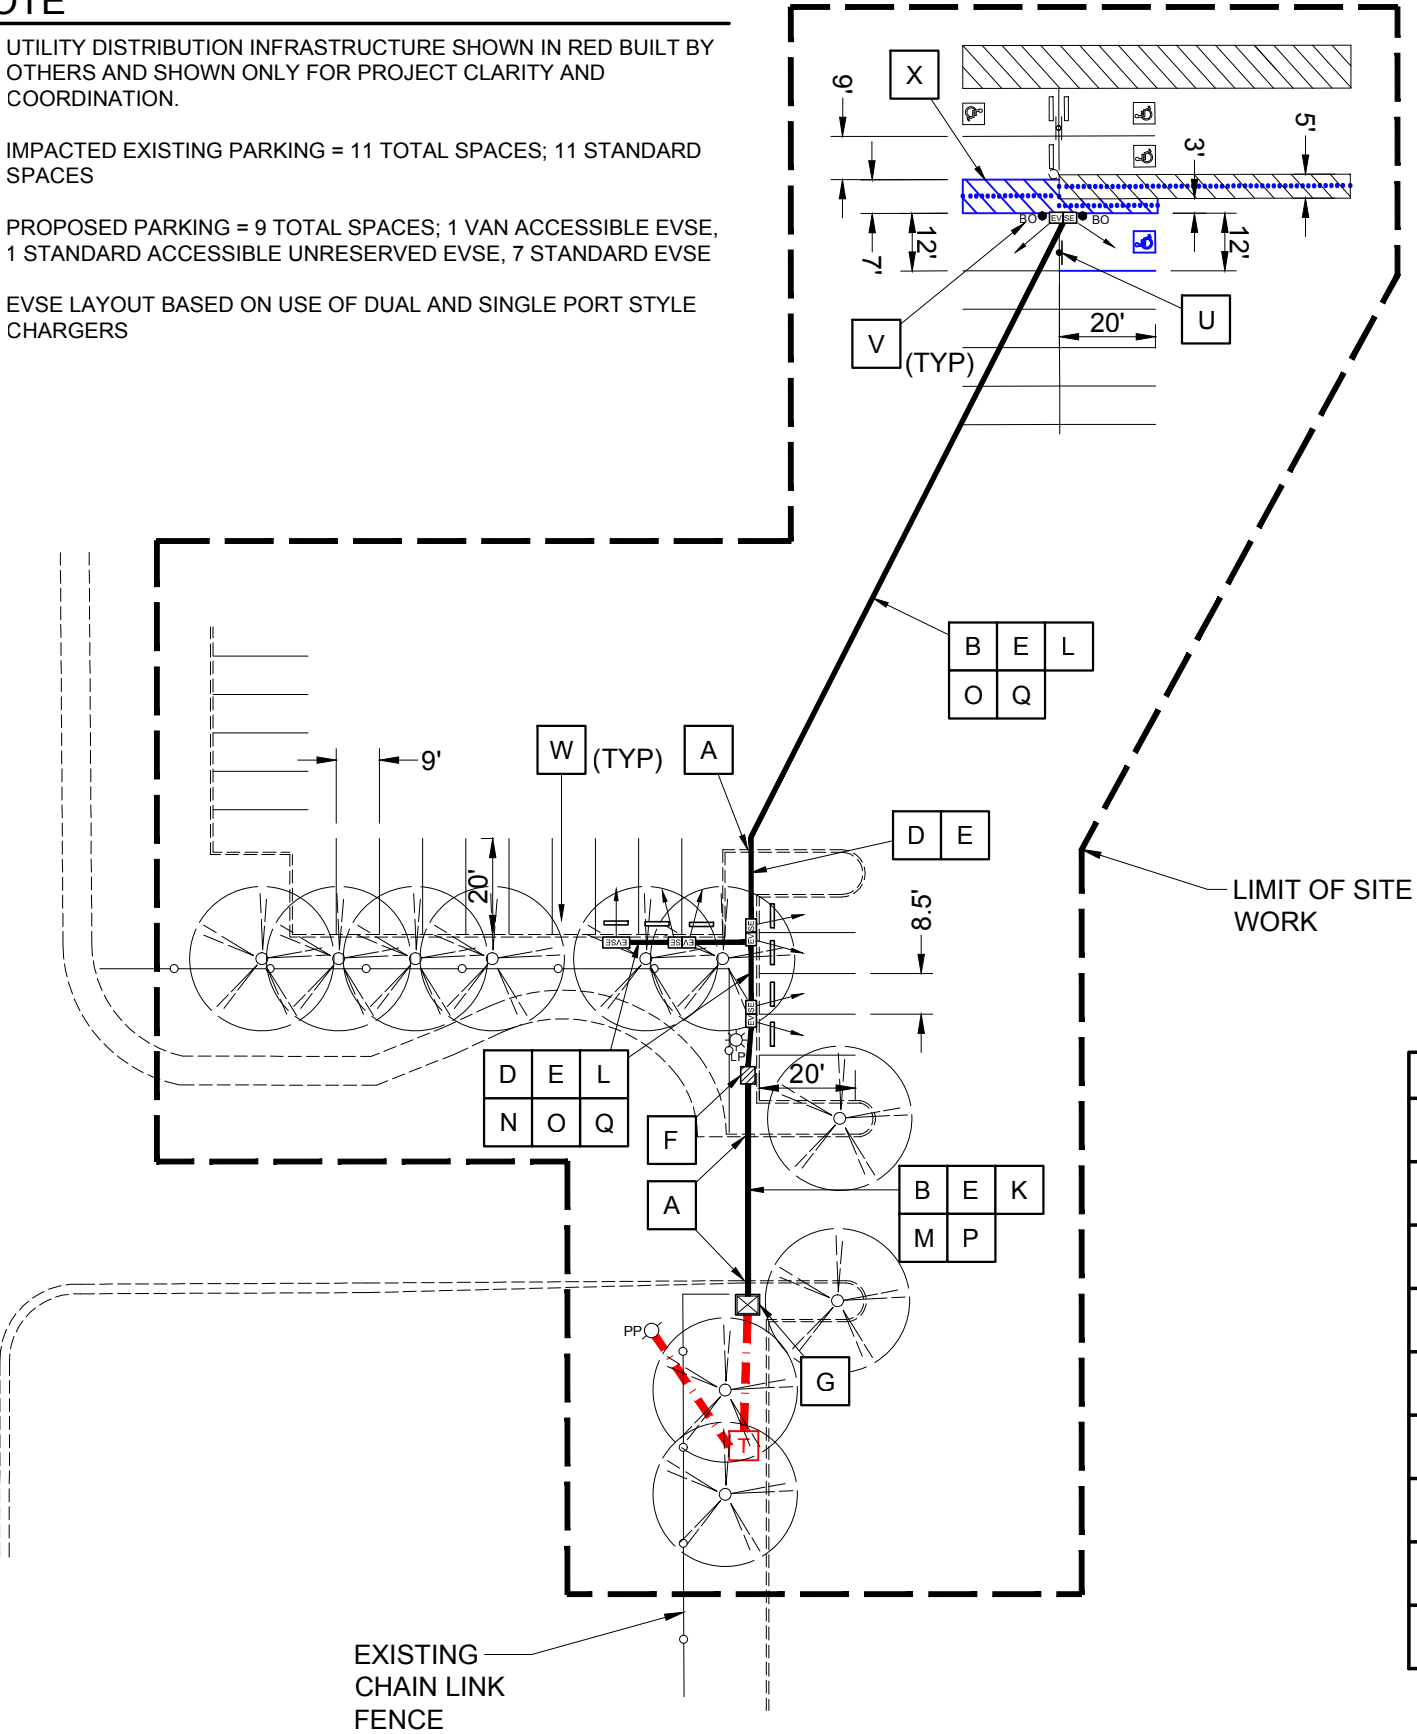 OTE
UTILITY DISTRIBUTION INFRASTRUCTURE SHOWN IN RED BUILT BY
OTHERS AND SHOWN ONLY FOR PROJECT CLARITY AND
COORDINATION.
IMPACTED EXISTING PARKING = 11 TOTAL SPACES; 11 STANDARD
SPACES
PROPOSED PARKING = 9 TOTAL SPACES; 1 VAN ACCESSIBLE EVSE,
1 STANDARD ACCESSIBLE UNRESERVED EVSE, 7 STANDARD EVSE
EVSE LAYOUT BASED ON USE OF DUAL AND SINGLE PORT STYLE
CHARGERS
X
9'
5'
3'
BO EVSE BO
12'
7'
12'
V (TYP)
20'
U
B E L
O Q
W (TYP)
A
9'
D E
20'
8.5'
LIMIT OF SITE
WORK
EVSE
EVSE
EVSE
EVSE
LP
D E L
N O Q
20'
F
A
B E K
M P
PP
G
T
EXISTING
CHAIN LINK
FENCE